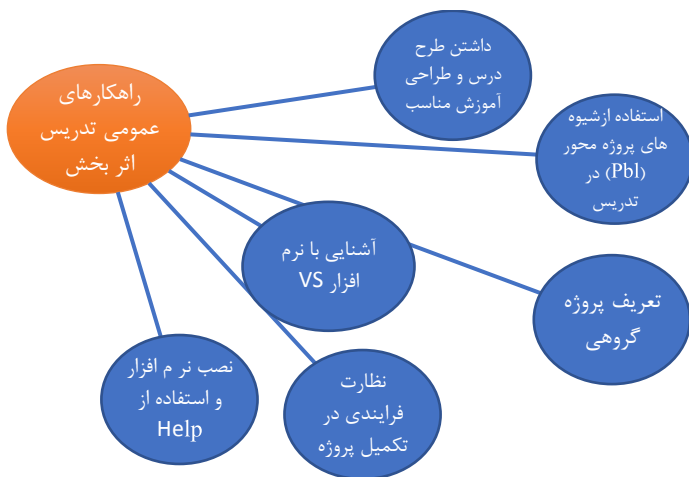 راهکارهای
عمومی تدریس
اثر بخش
داشتن طرح
درس و طراحی
آموزش مناسب
استفاده ازشیوه
های پروژه محور
(Pbl) در
تدریس
آشنایی با نرم
افزار VS
تعریف پروژه
گروهی
نصب نر م افزار
و استفاده از
Help
نظارت
فرایندی در
تکمیل پروژه